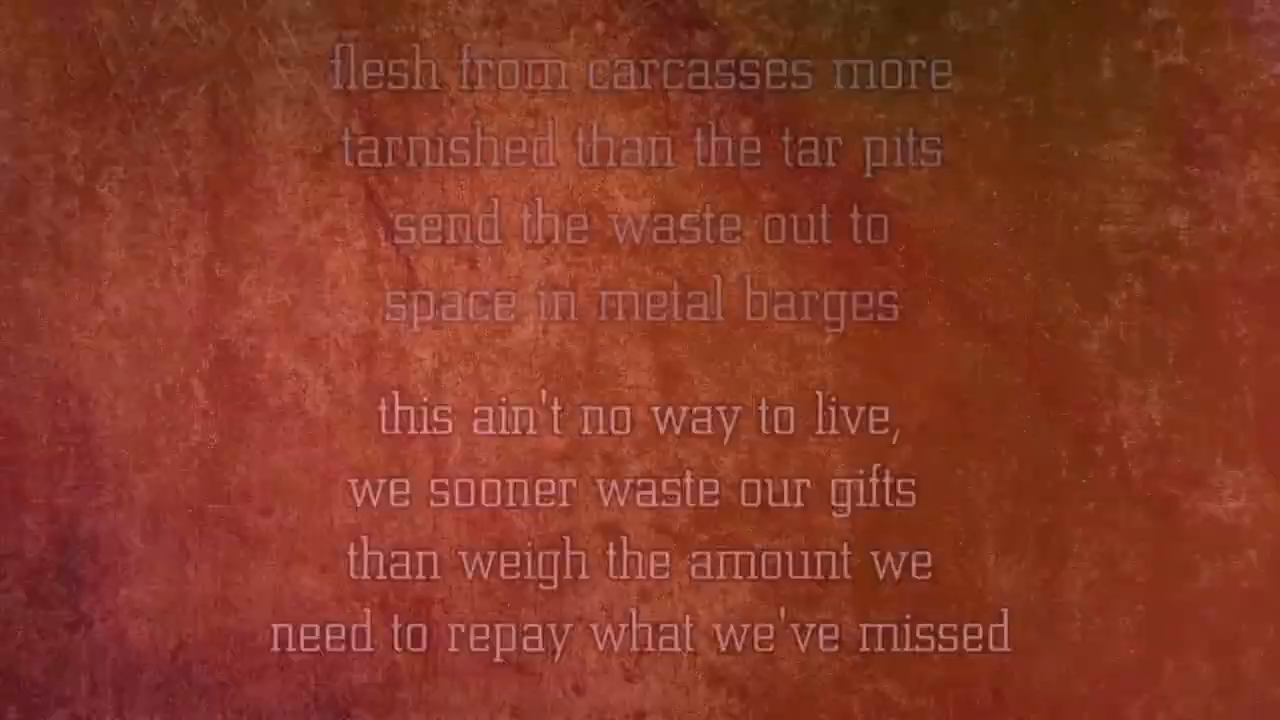 flesh from carcasses more
tarnished than the tar pits
send the waste out to
space in metal barges
this ain't no way to live,
we sooner waste our gifts
than weigh the amount we
need to repay what we've missed